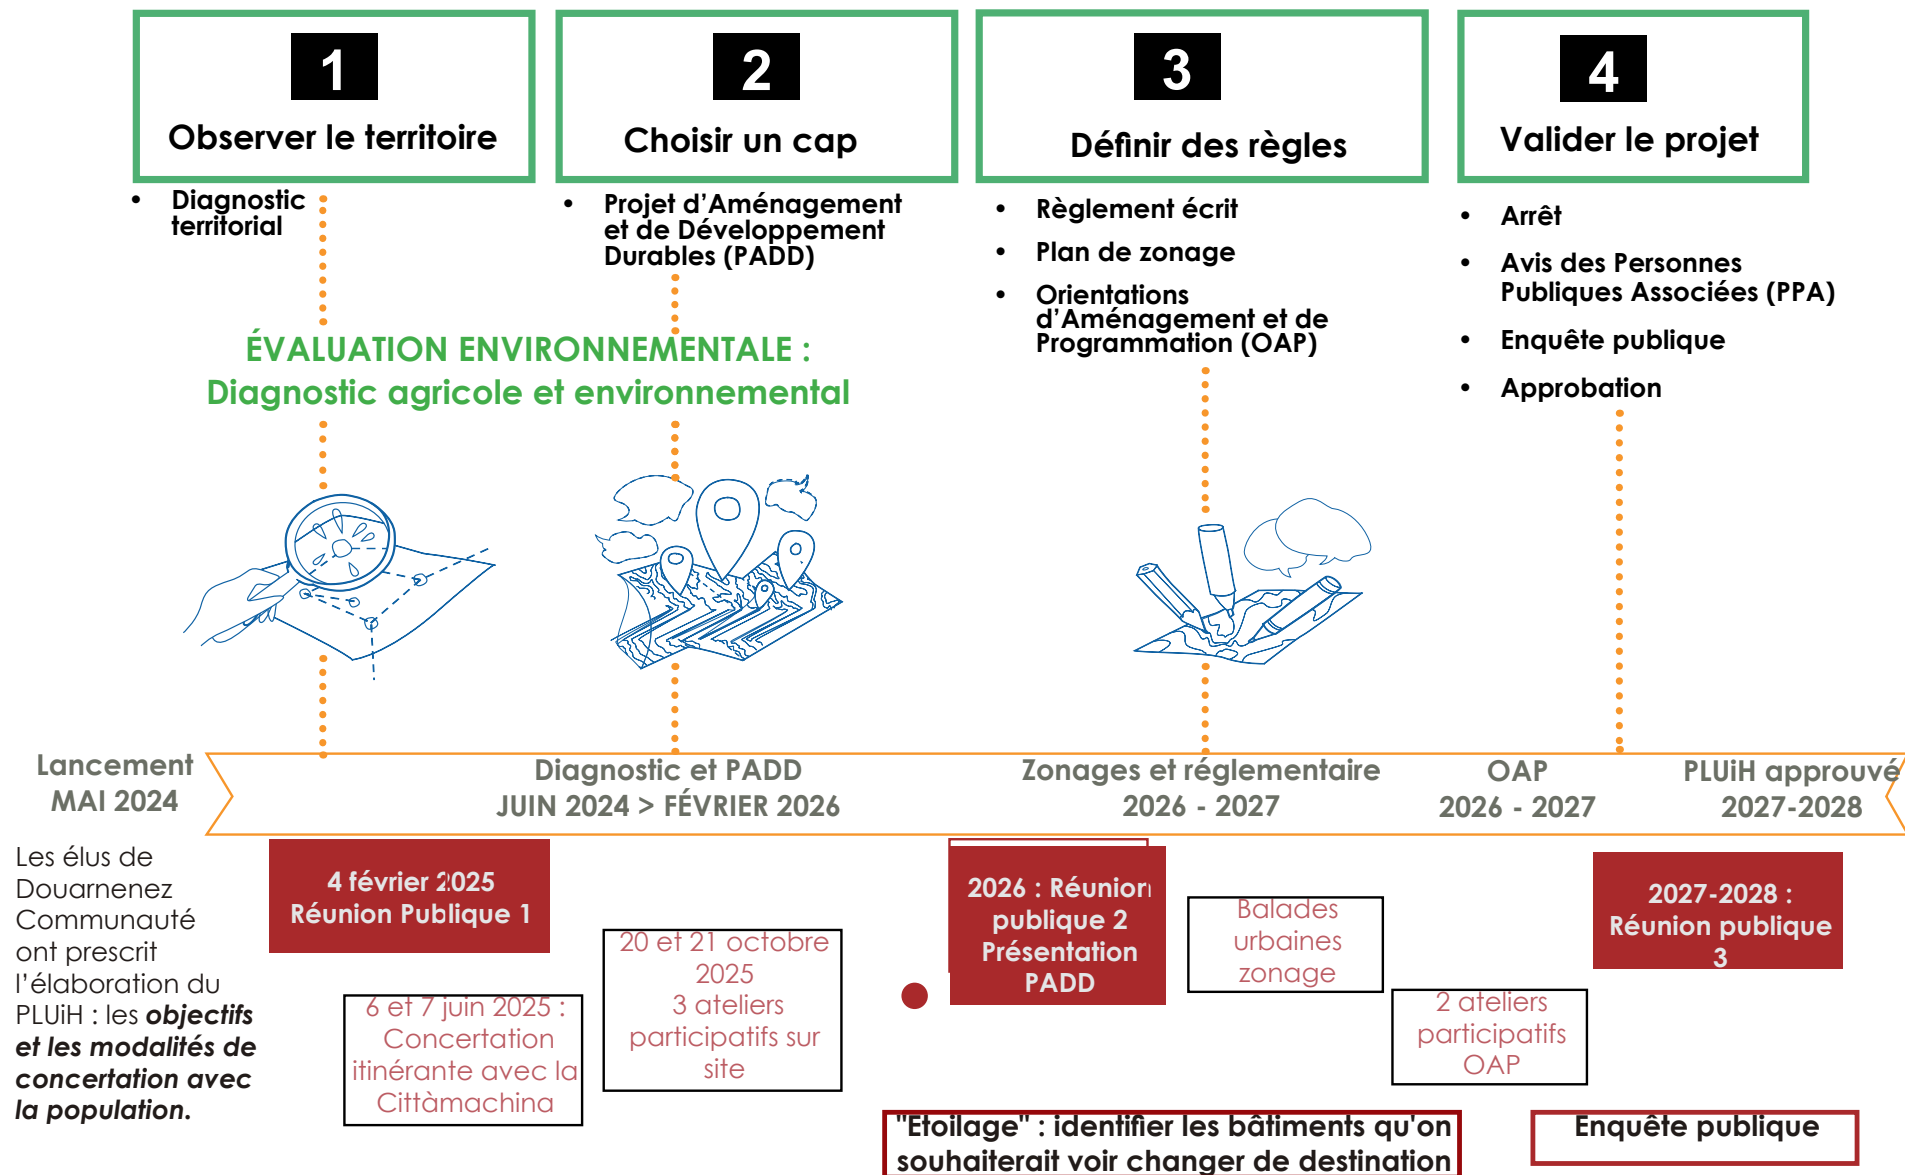 1
Observer le territoire
• Diagnostic
territorial
2
Choisir un cap
• Projet d’Aménagement
et de Développement
Durables (PADD)
3
Définir des règles
• Règlement écrit
• Plan de zonage
• Orientations
d’Aménagement et de
Programmation (OAP)
4
Valider le projet
• Arrêt
• Avis des Personnes
Publiques Associées (PPA)
• Enquête publique
• Approbation
ÉVALUATION ENVIRONNEMENTALE :
Diagnostic agricole et environnemental
Lancement
MAI 2024
Diagnostic et PADD
JUIN 2024 > FÉVRIER 2026
Zonages et réglementaire
2026 - 2027
OAP
2026 - 2027
PLUiH approuvé
2027-2028
Les élus de
Douarnenez
Communauté
ont prescrit
l’élaboration du
PLUiH : les objectifs
et les modalités de
concertation avec
la population.
4 février 2025
Réunion Publique 1
6 et 7 juin 2025 :
Concertation
itinérante avec la
Cittàmachina
20 et 21 octobre
2025
3 ateliers
participatifs sur
site
2026 : Réunion
publique 2
Présentation
PADD
Balades
urbaines
zonage
2 ateliers
participatifs
OAP
2027-2028 :
Réunion publique
3
"Etoilage" : identifier les bâtiments qu'on
souhaiterait voir changer de destination
Enquête publique